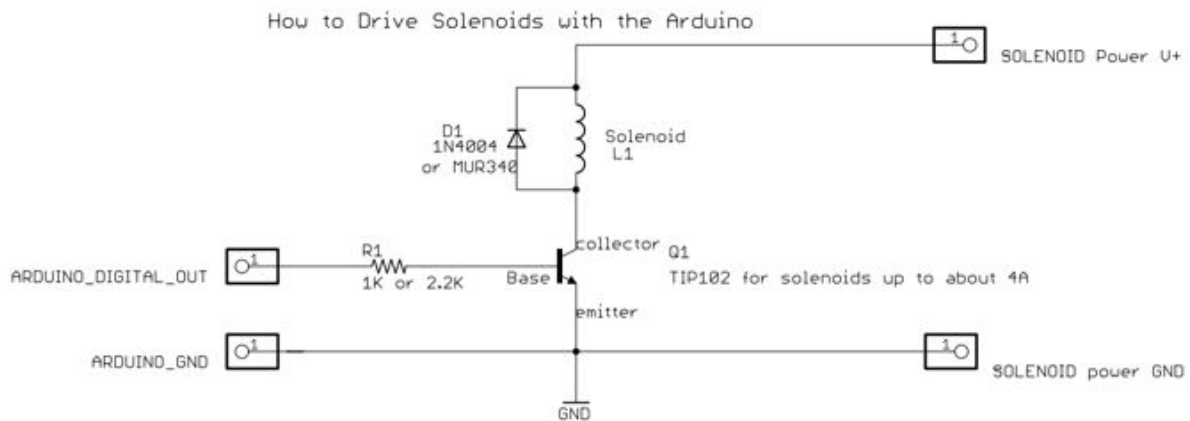 How to Drive Solenoids with the Arduino
1
SOLENOID Power V+
D1
1N4004
or MUR340
Solenoid
L1
collector
Q1
R1
1
ARDUINO_DIGITAL_OUT
1K or 2.2K
Base
TIP102 for solenoids up to about 4A
emitter
1
ARDUINO_GND
1
SOLENOID power GND
GND